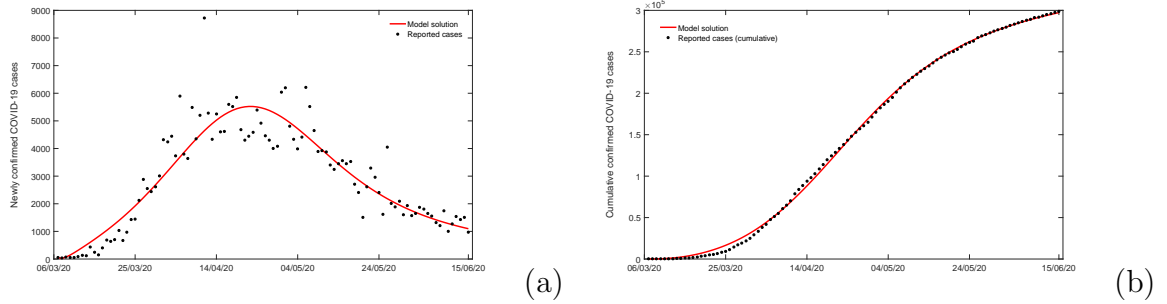 9000
8000
7000
6000
5000
4000
3000
2000
1000
0
Newly confirmed COVID-19 cases
Model solution
Reported cases
06/03/20 25/03/20 14/04/20 04/05/20 24/05/20 15/06/20
(a)
×10⁵
3
2.5
2
1.5
1
0.5
0
Cumulative confirmed COVID-19 cases
Model solution
Reported cases (cumulative)
06/03/20 25/03/20 14/04/20 04/05/20 24/05/20 15/06/20
(b)